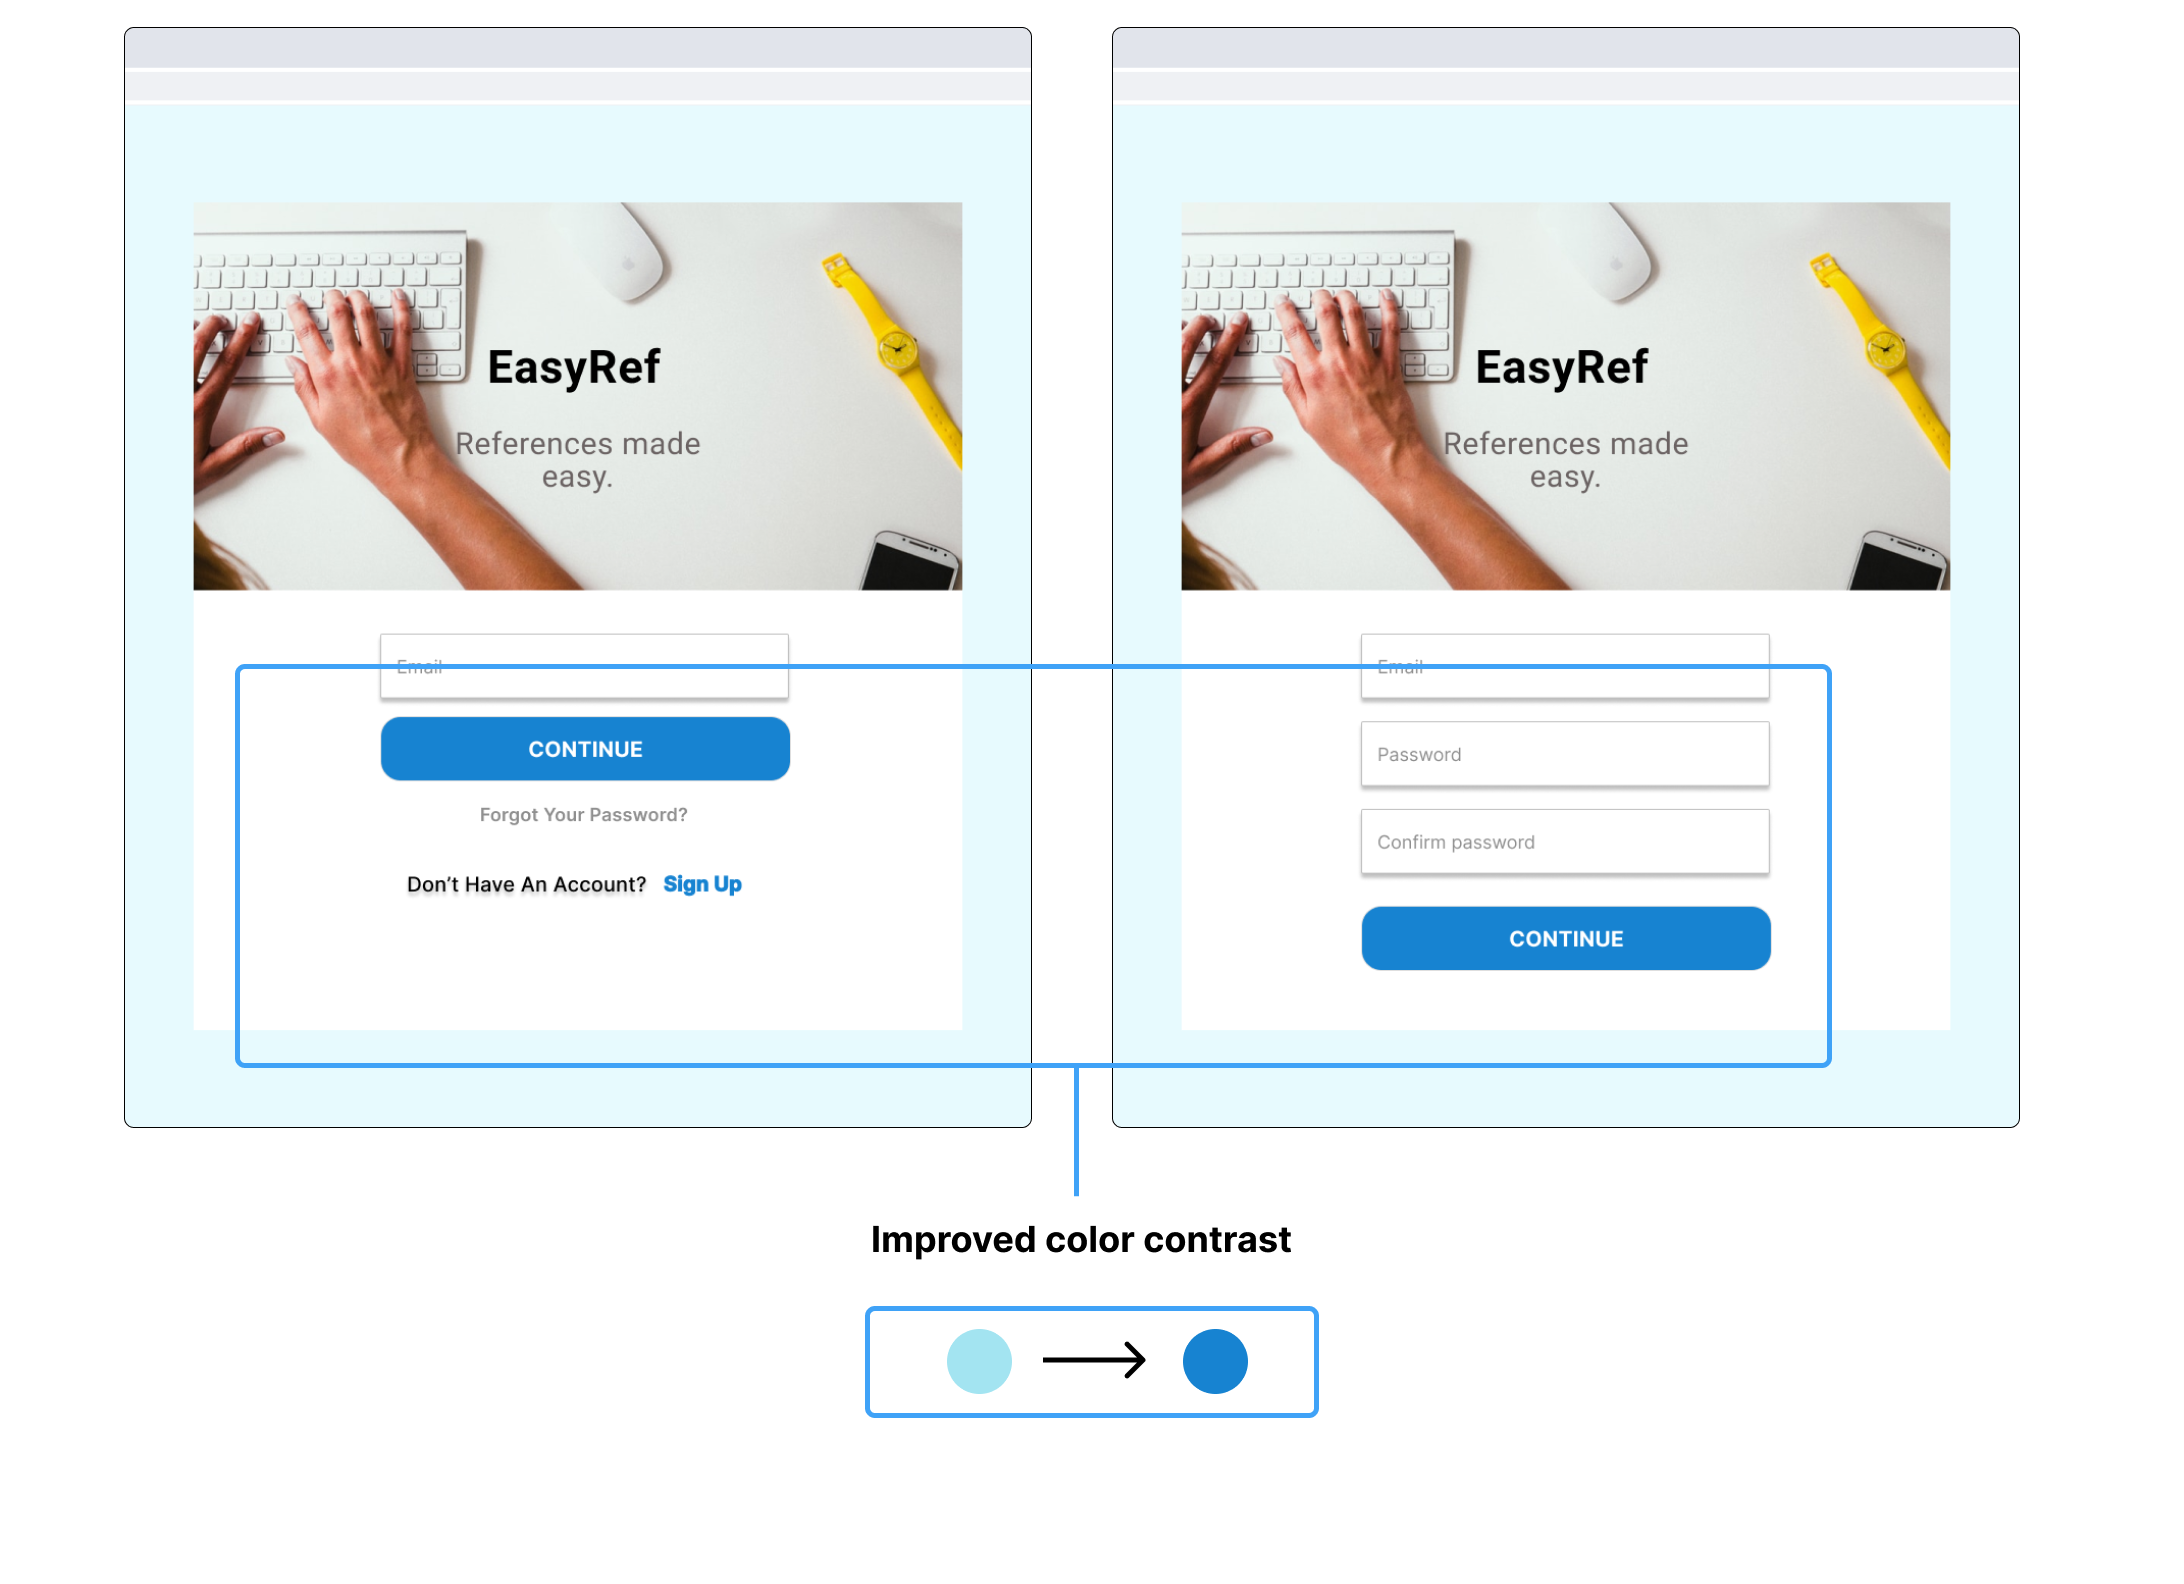 EasyRef
References made
easy.
Email
CONTINUE
Forgot Your Password?
Don’t Have An Account? Sign Up
EasyRef
References made
easy.
Email
Password
Confirm password
CONTINUE
Improved color contrast